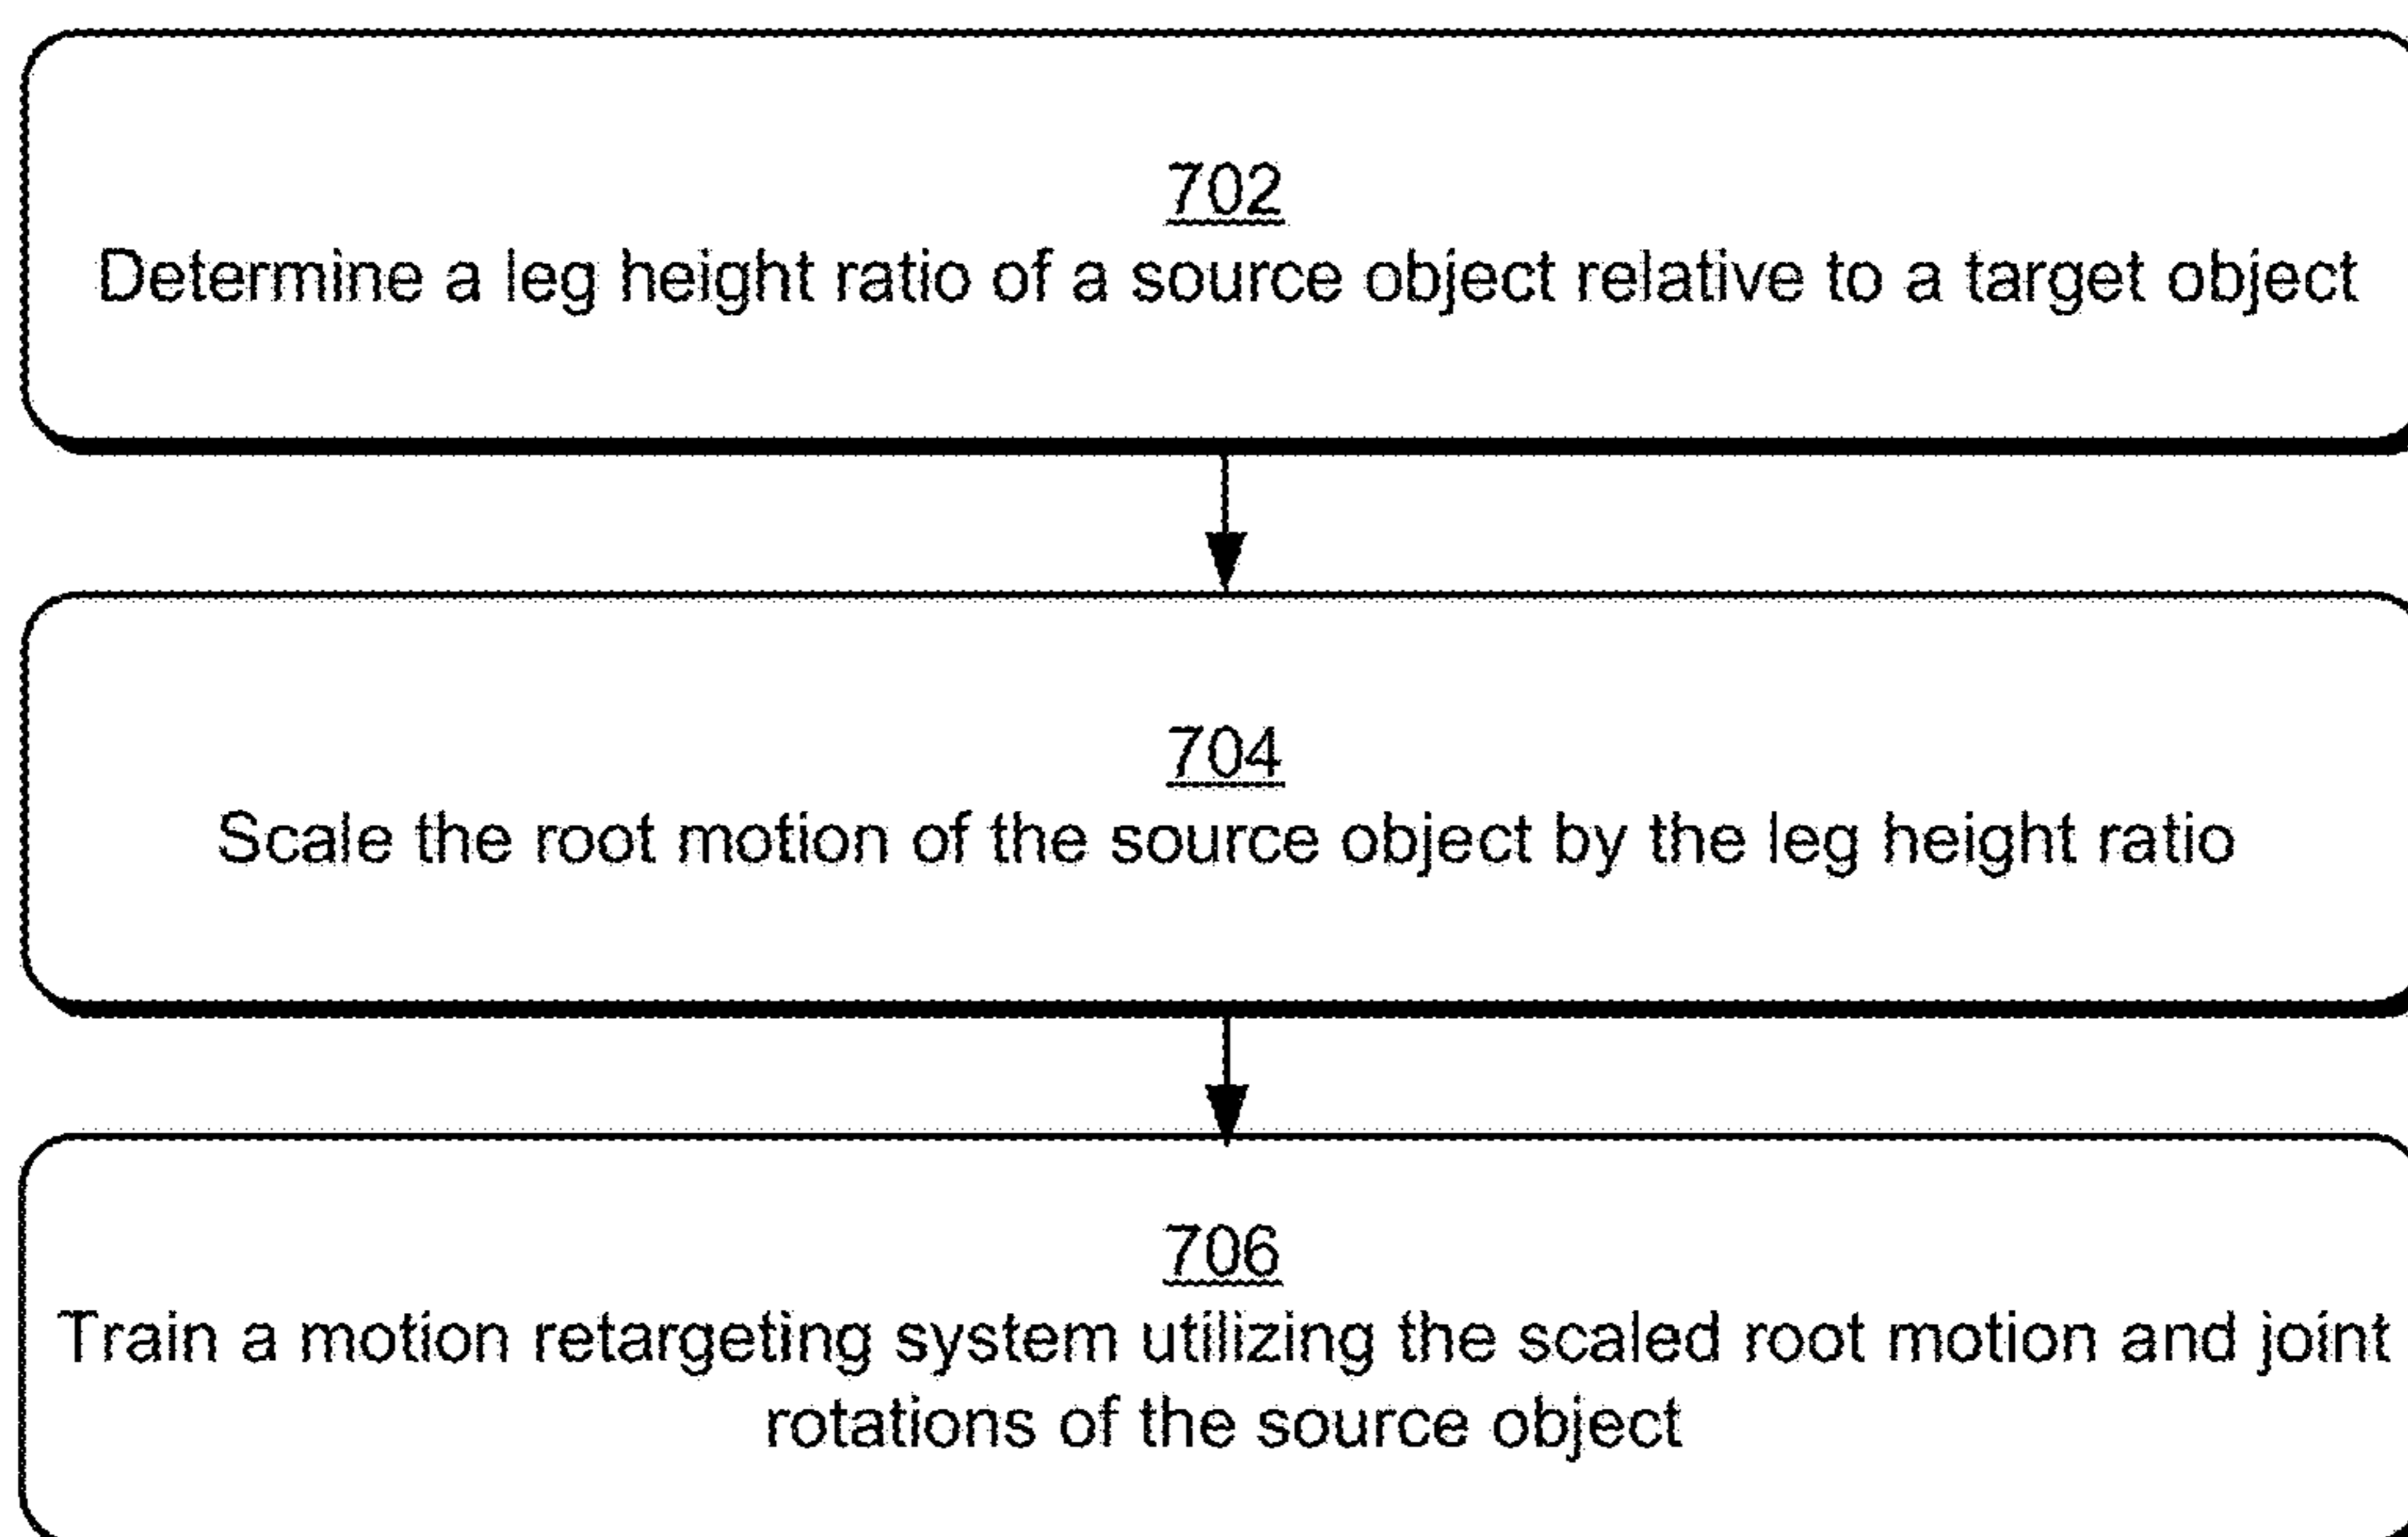 702
Determine a leg height ratio of a source object relative to a target object
704
Scale the root motion of the source object by the leg height ratio
706
Train a motion retargeting system utilizing the scaled root motion and joint
rotations of the source object